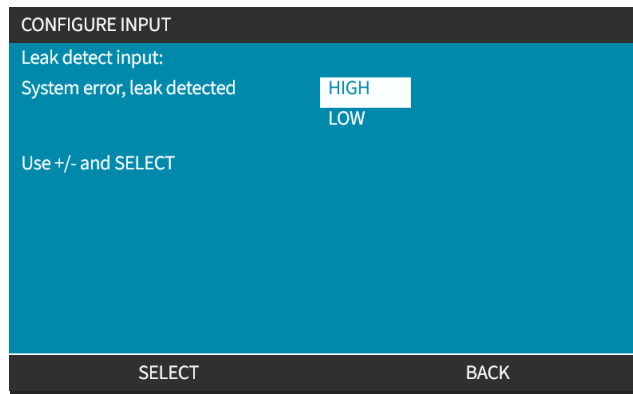 CONFIGURE INPUT
Leak detect input:
System error, leak detected HIGH
LOW
Use +/- and SELECT
SELECT BACK